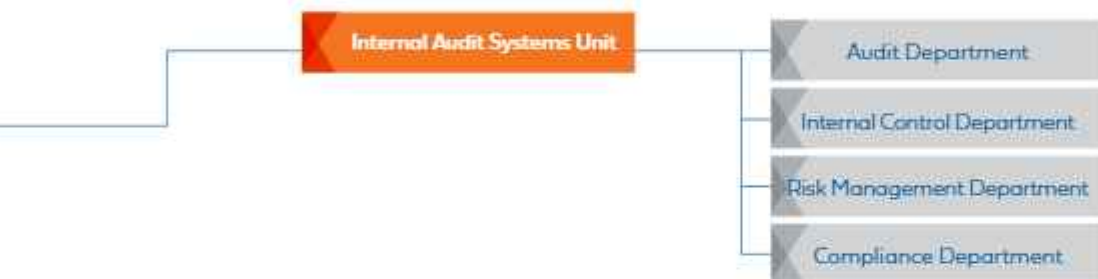 Internal Audit Systems Unit
Audit Department
Internal Control Department
Risk Management Department
Compliance Department